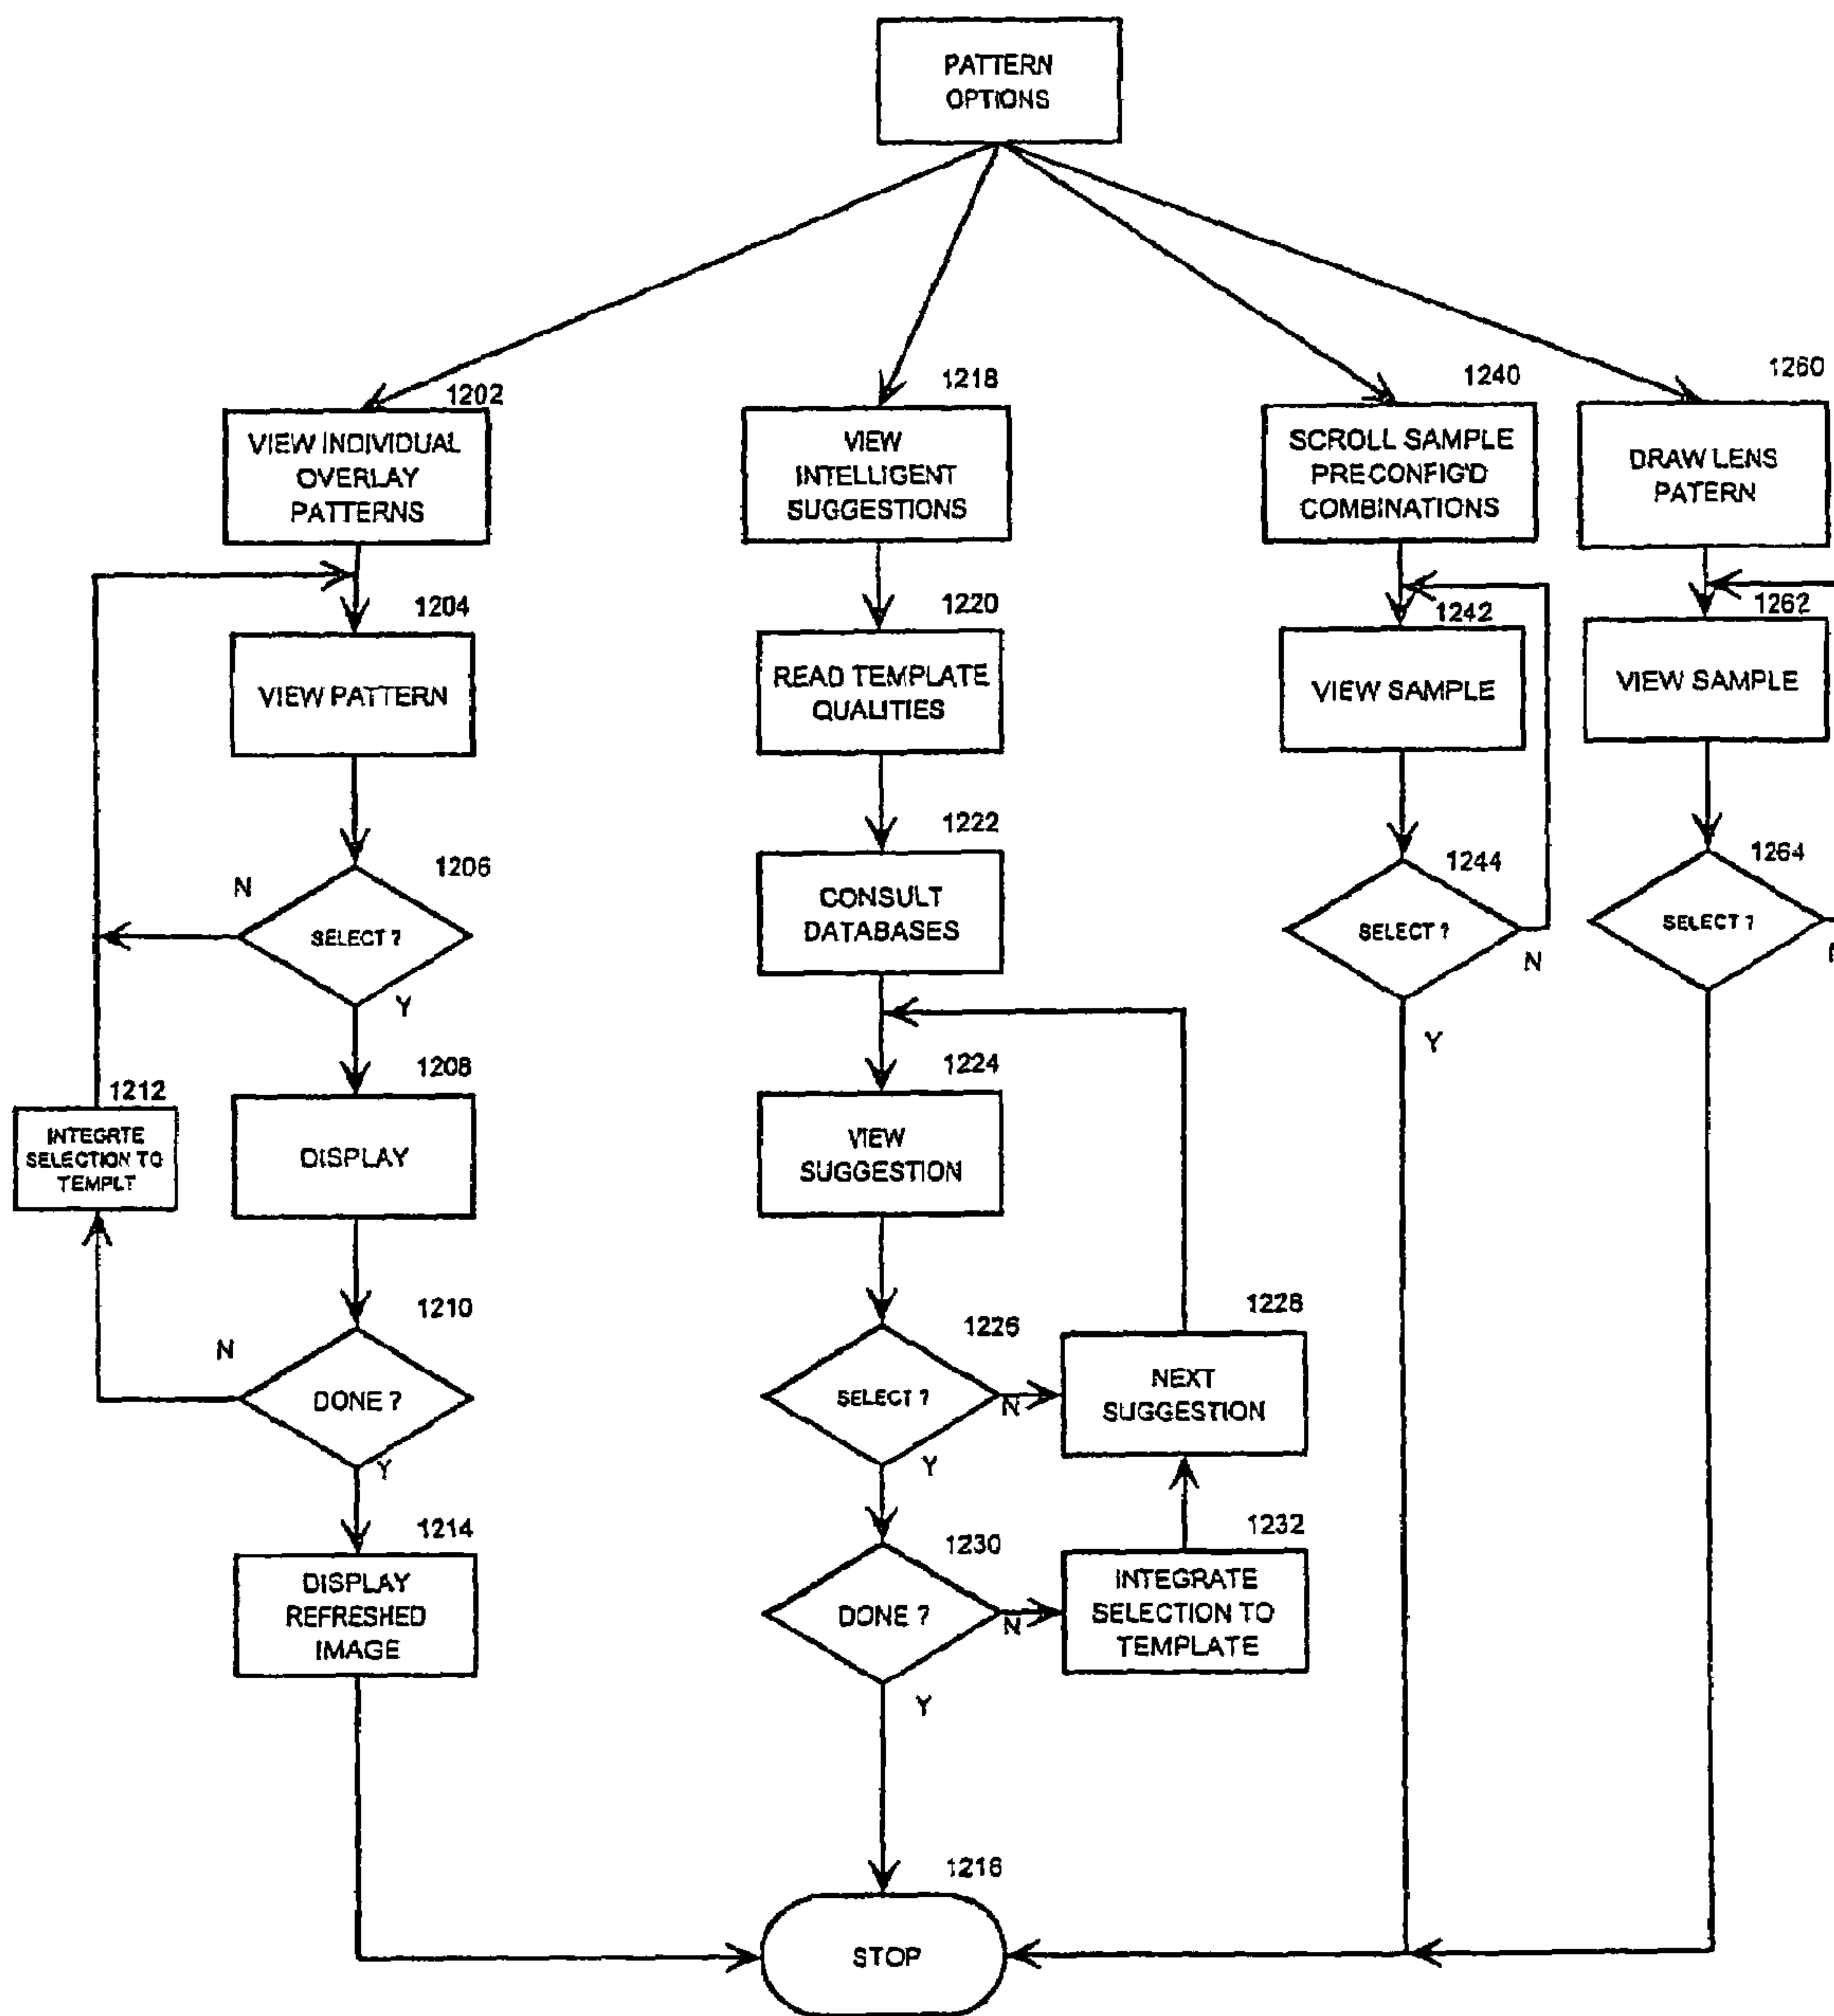 PATTERN
OPTIONS
1202
VIEW INDIVIDUAL
OVERLAY
PATTERNS
1204
VIEW PATTERN
1206
N
SELECT ?
Y
1208
DISPLAY
1212
INTEGRTE
SELECTION TO
TEMPLT
1210
N
DONE ?
Y
1214
DISPLAY
REFRESHED
IMAGE
1218
VIEW
INTELLIGENT
SUGGESTIONS
1220
READ TEMPLATE
QUALITIES
1222
CONSULT
DATABASES
1224
VIEW
SUGGESTION
1226
SELECT ?
N
Y
1228
NEXT
SUGGESTION
1230
DONE ?
N
Y
1232
INTEGRATE
SELECTION TO
TEMPLATE
1216
STOP
1240
SCROLL SAMPLE
PRECONFIG'D
COMBINATIONS
1242
VIEW SAMPLE
1244
SELECT ?
N
Y
1260
DRAW LENS
PATERN
1262
VIEW SAMPLE
1264
SELECT ?